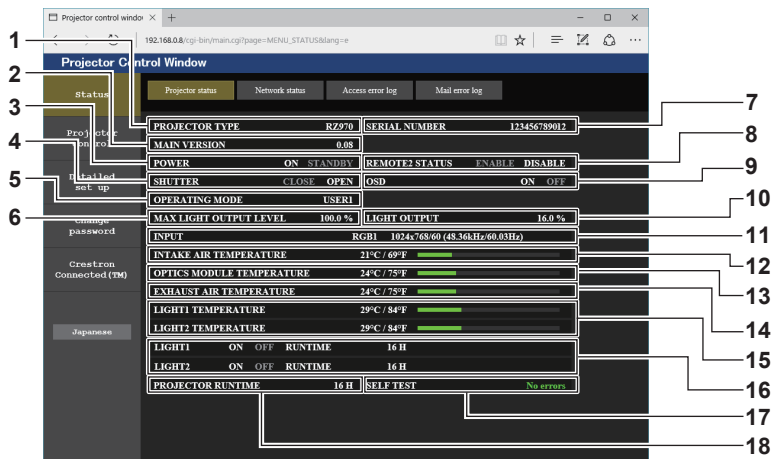 Projector control windov
192.168.0.8/cgi-bin/main.cgi?page=MENU_STATUS&lang=e
Projector Control Window
Status
Projector control
Detailed set up
Change password
Crestron Connected(TM)
Japanese
Projector status
Network status
Access error log
Mail error log
PROJECTOR TYPE RZ970 SERIAL NUMBER 123456789012
MAIN VERSION 0.08
POWER ON STANDBY REMOTE2 STATUS ENABLE DISABLE
SHUTTER CLOSE OPEN OSD ON OFF
OPERATING MODE USER1
MAX LIGHT OUTPUT LEVEL 100.0 % LIGHT OUTPUT 16.0 %
INPUT RGB1 1024x768/60 (48.36kHz/60.03Hz)
INTAKE AIR TEMPERATURE 21°C / 69°F
OPTICS MODULE TEMPERATURE 24°C / 75°F
EXHAUST AIR TEMPERATURE 24°C / 75°F
LIGHT1 TEMPERATURE 29°C / 84°F
LIGHT2 TEMPERATURE 29°C / 84°F
LIGHT1 ON OFF RUNTIME 16 H
LIGHT2 ON OFF RUNTIME 16 H
PROJECTOR RUNTIME 16 H SELF TEST No errors
1
2
3
4
5
6
7
8
9
10
11
12
13
14
15
16
17
18